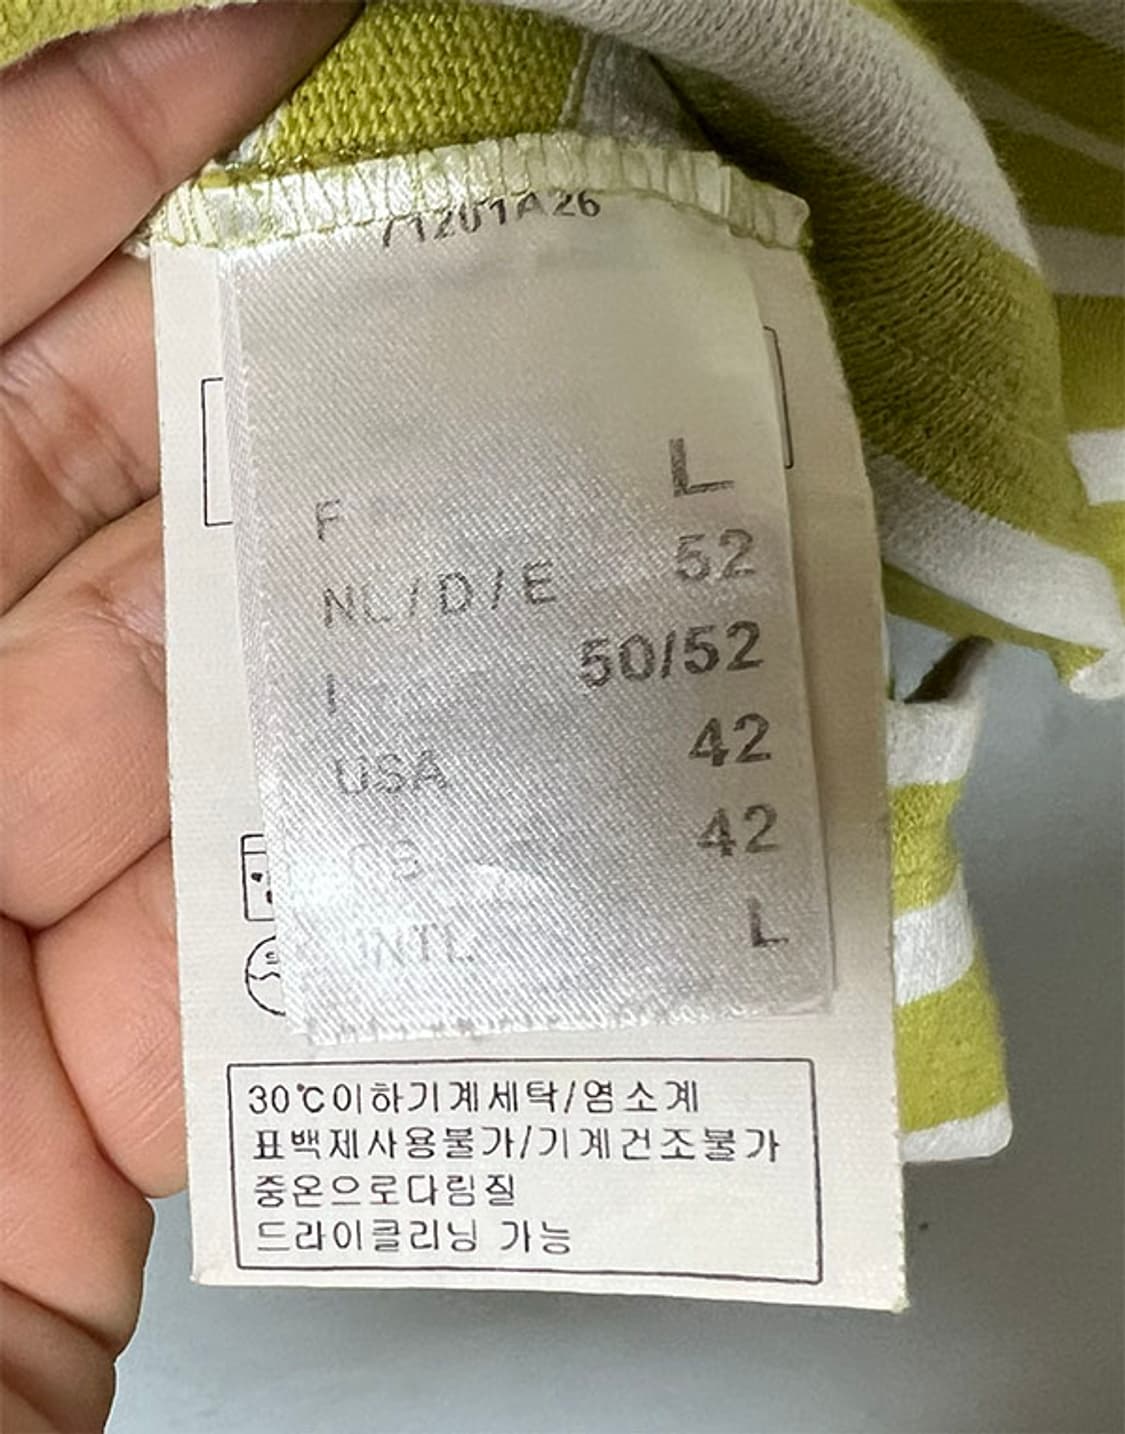 71201A26
F L
NL/D/E 52
I 50/52
USA 42
GB 42
INTL. L
30℃이하기계세탁/염소계
표백제사용불가/기계건조불가
중온으로다림질
드라이클리닝 가능